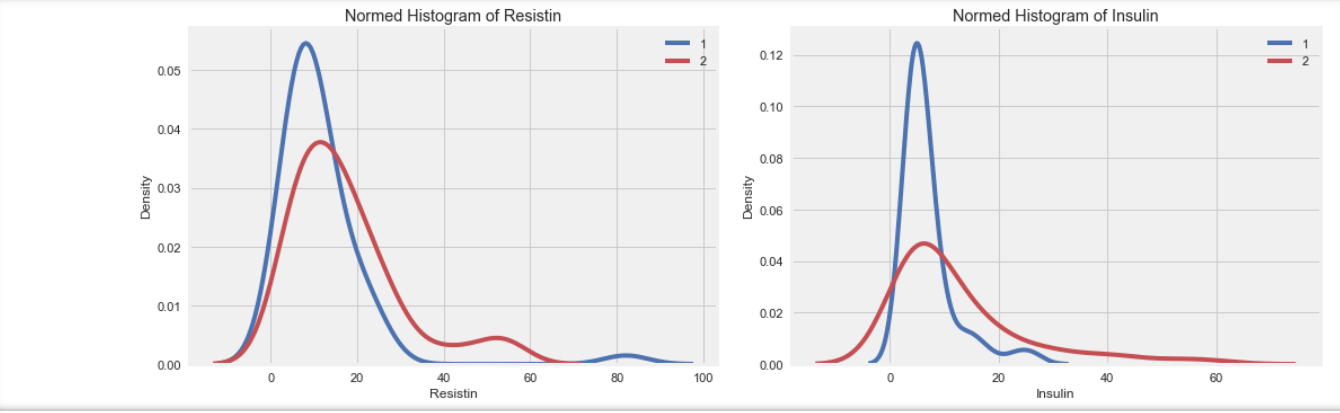 Normed Histogram of Resistin
1
2
0.05
0.04
0.03
0.02
0.01
0.00
Density
0 20 40 60 80 100
Resistin
Normed Histogram of Insulin
1
2
0.12
0.10
0.08
0.06
0.04
0.02
0.00
Density
0 20 40 60
Insulin